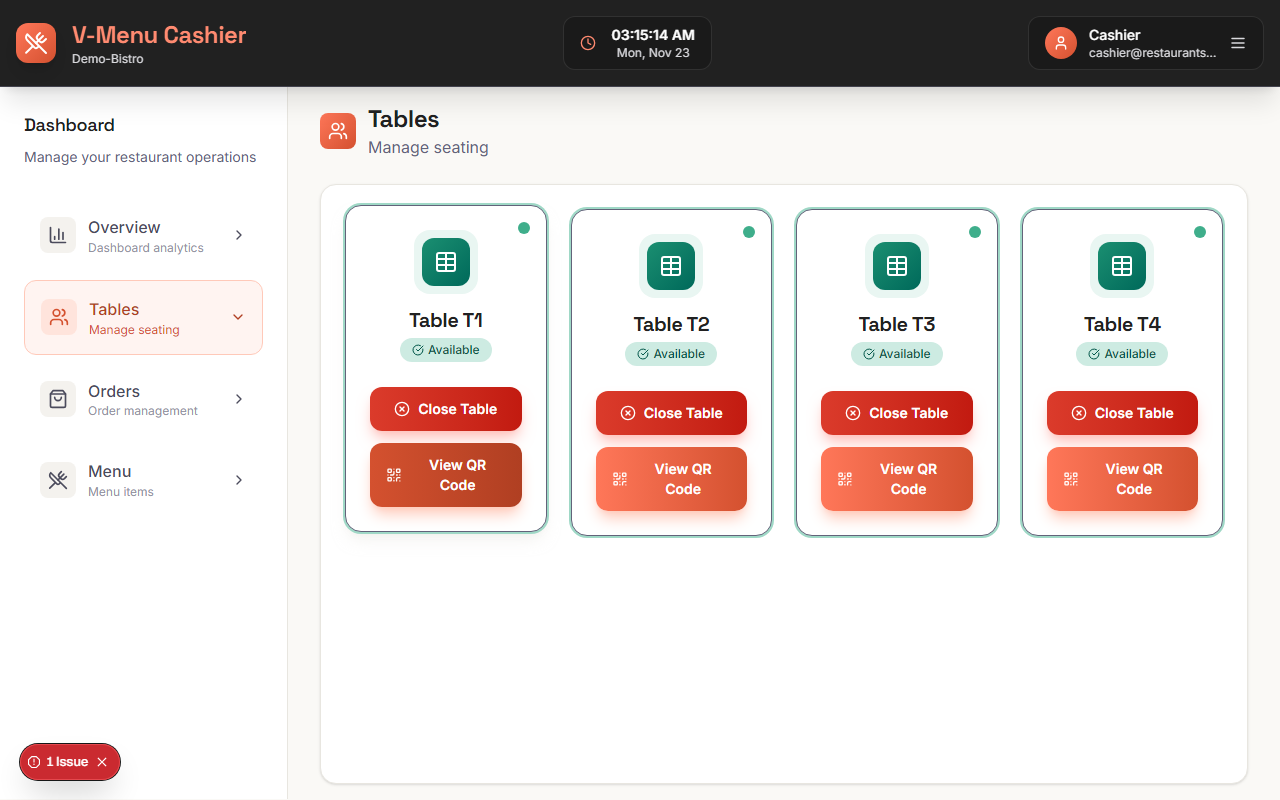 V-Menu Cashier
Demo-Bistro
03:15:14 AM
Mon, Nov 23
Cashier
cashier@restaurants...
Dashboard
Manage your restaurant operations
Overview
Dashboard analytics
Tables
Manage seating
Orders
Order management
Menu
Menu items
1 Issue
Tables
Manage seating
Table T1
Available
Close Table
View QR
Code
Table T2
Available
Close Table
View QR
Code
Table T3
Available
Close Table
View QR
Code
Table T4
Available
Close Table
View QR
Code